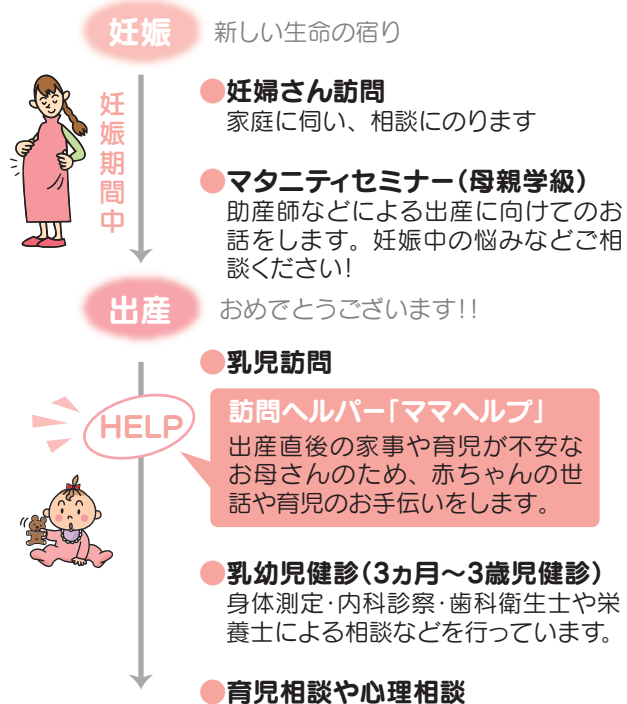 妊娠 新しい生命の宿り
妊娠期間中
●妊婦さん訪問
家庭に伺い、相談にのります
●マタニティセミナー(母親学級)
助産師などによる出産に向けてのお
話をします。妊娠中の悩みなどご相
談ください!
出産 おめでとうございます!!
●乳児訪問
HELP
訪問ヘルパー「ママヘルプ」
出産直後の家事や育児が不安な
お母さんのため、赤ちゃんの世
話や育児のお手伝いをします。
●乳幼児健診(3ヵ月〜3歳児健診)
身体測定・内科診察・歯科衛生士や栄
養士による相談などを行っています。
●育児相談や心理相談